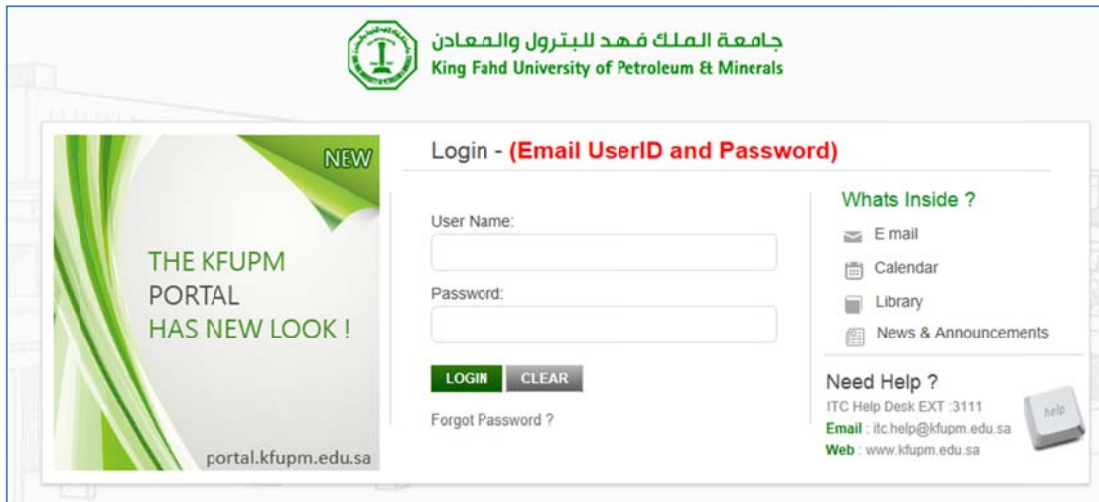 جامعة الملك فهد للبترول والمعادن
King Fahd University of Petroleum & Minerals
NEW
THE KFUPM
PORTAL
HAS NEW LOOK !
portal.kfupm.edu.sa
Login - (Email UserID and Password)
User Name:
Password:
LOGIN CLEAR
Forgot Password ?
Whats Inside ?
E mail
Calendar
Library
News & Announcements
Need Help ?
ITC Help Desk EXT :3111
Email : itc.help@kfupm.edu.sa
Web : www.kfupm.edu.sa
help